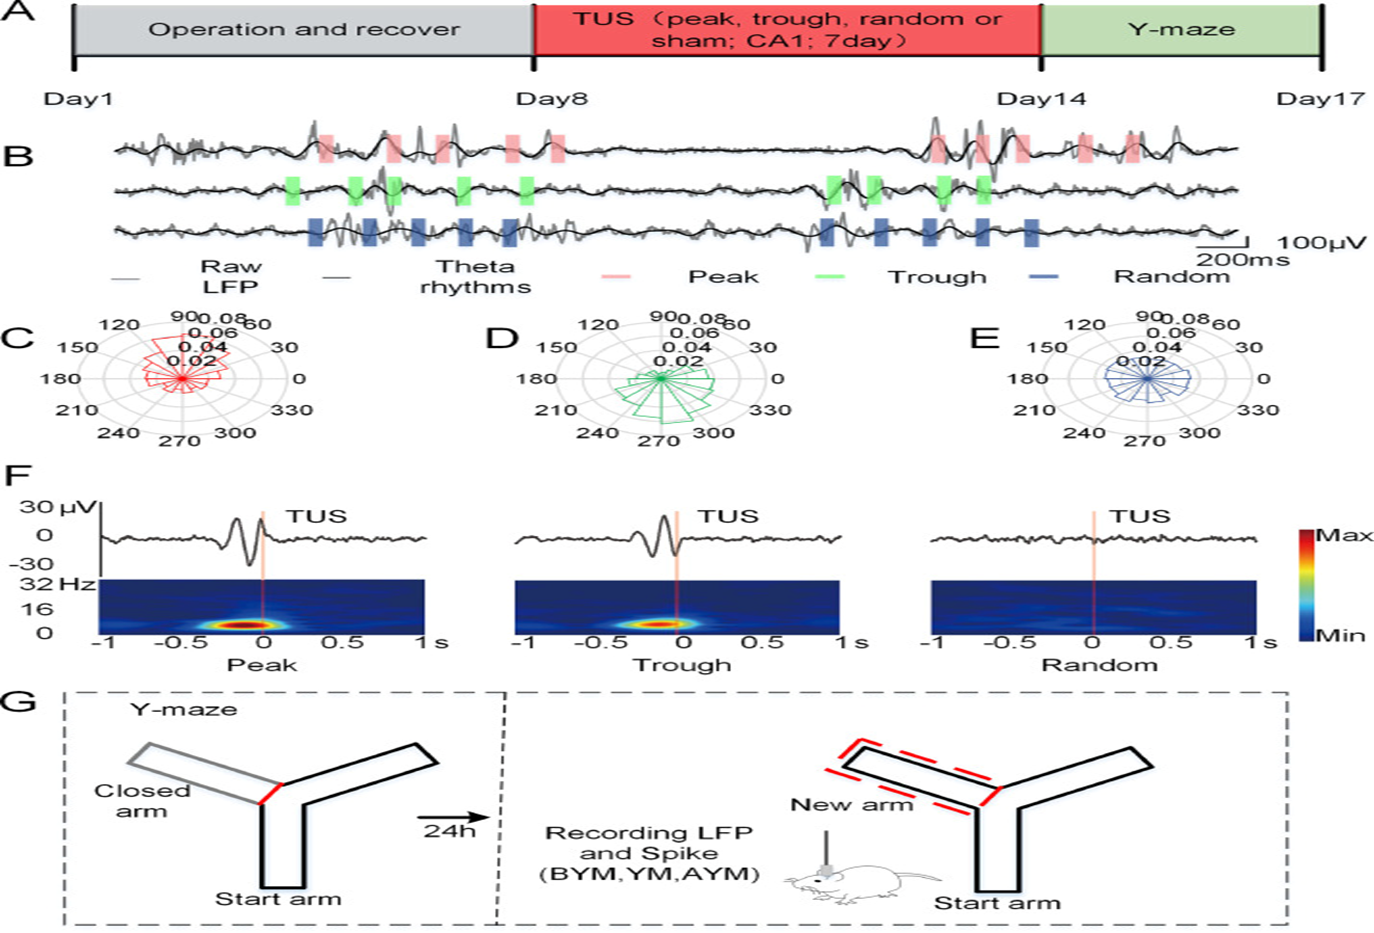 A
Operation and recover
TUS（peak, trough, random or
sham; CA1; 7day）
Y-maze
Day1
Day8
Day14
Day17
B
100μV
200ms
Raw
LFP
Theta
rhythms
Peak
Trough
Random
C
90
0.08
60
120
0.06
150
0.04
30
0.02
180
0
210
330
240
300
270
D
90
0.08
60
120
0.06
150
0.04
30
0.02
180
0
210
330
240
300
270
E
90
0.08
60
120
0.06
150
0.04
30
0.02
180
0
210
330
240
300
270
F
30 μV
0
-30
TUS
TUS
TUS
32 Hz
16
0
-1 -0.5 0 0.5 1 s
Peak
-1 -0.5 0 0.5 1 s
Trough
-1 -0.5 0 0.5 1 s
Random
Max
Min
G
Y-maze
Closed
arm
Start arm
24h
Recording LFP
and Spike
(BYM,YM,AYM)
New arm
Start arm